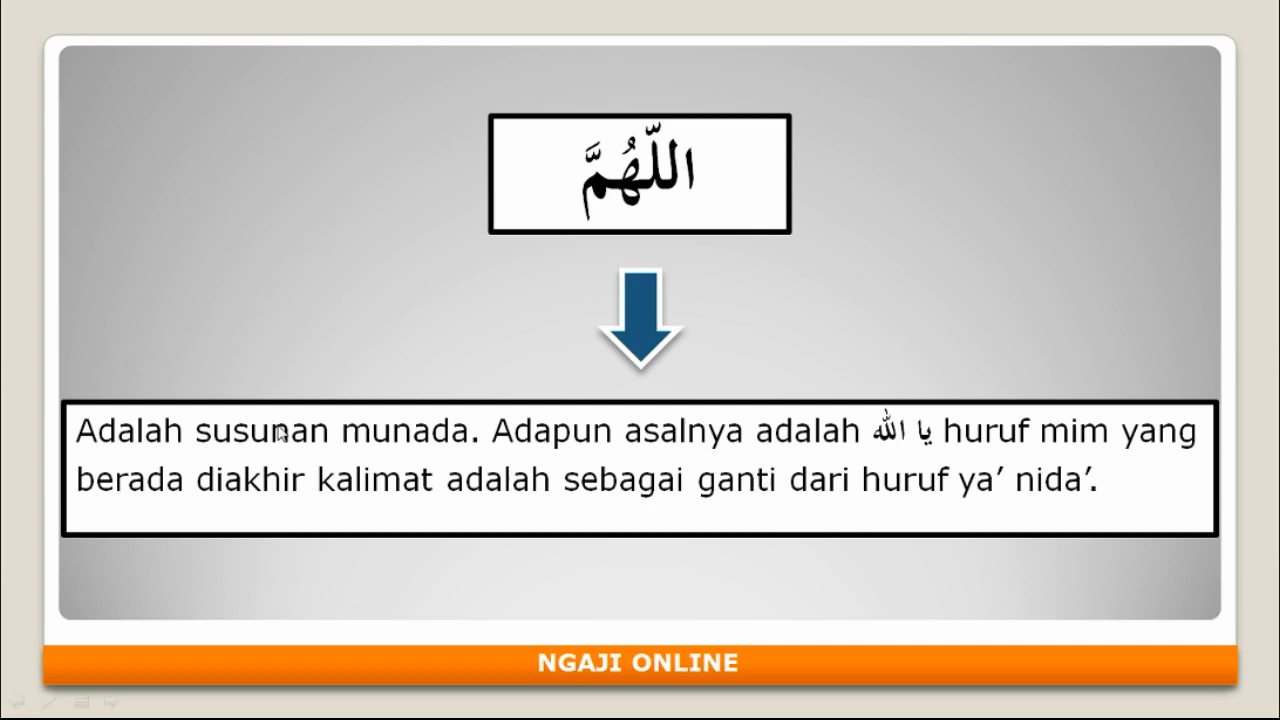 اللّهُمَّ
Adalah susunan munada. Adapun asalnya adalah يا الله huruf mim yang
berada diakhir kalimat adalah sebagai ganti dari huruf ya’ nida’.
NGAJI ONLINE